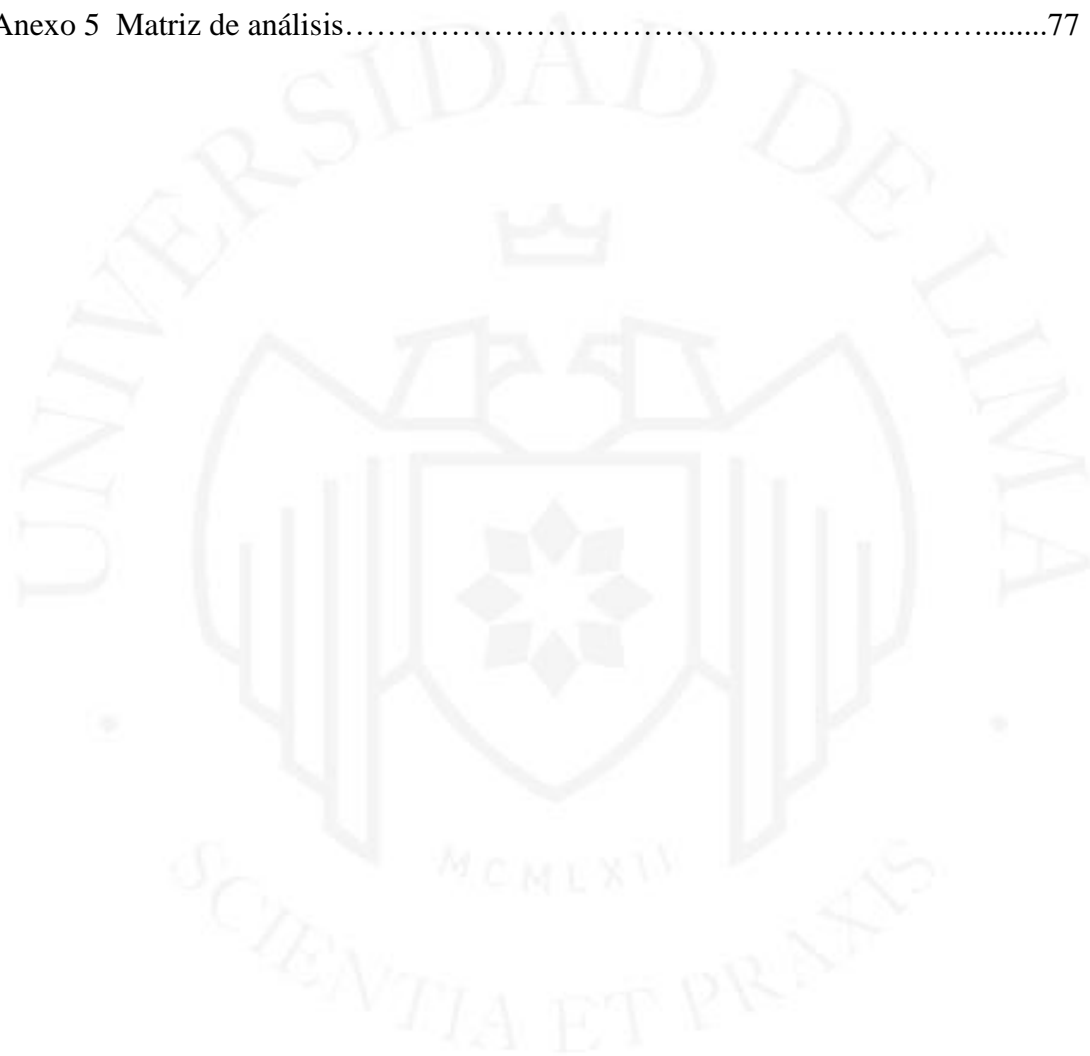 Anexo 5  Matriz de análisis……………………………………………………........77
UNIVERSIDAD DE LIMA
MCMLXII
SCIENTIA ET PRAXIS